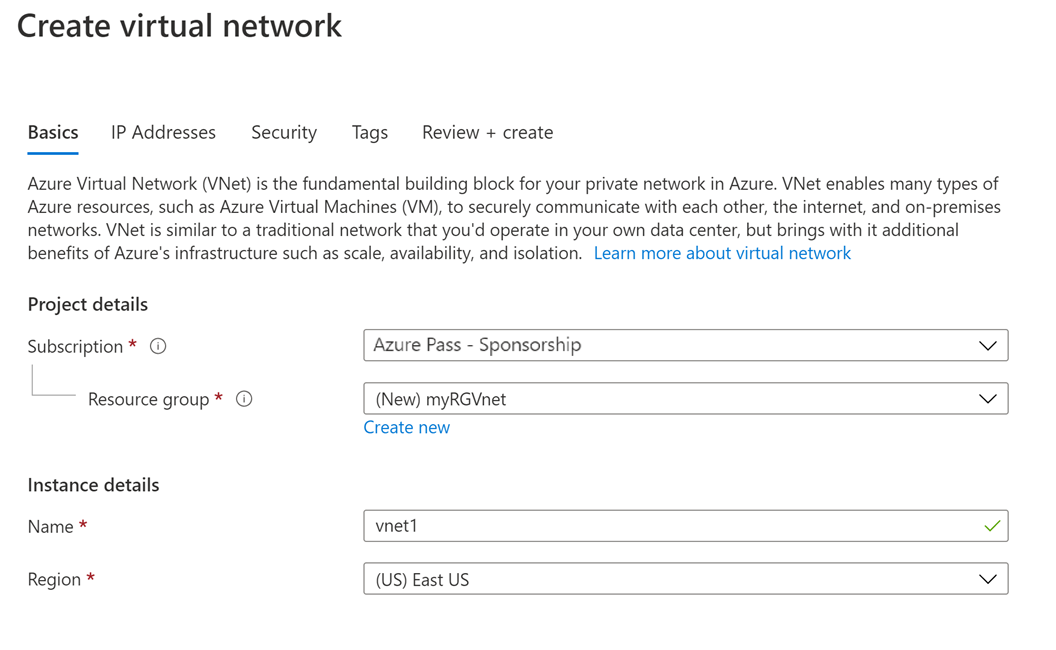 Create virtual network
Basics IP Addresses Security Tags Review + create
Azure Virtual Network (VNet) is the fundamental building block for your private network in Azure. VNet enables many types of
Azure resources, such as Azure Virtual Machines (VM), to securely communicate with each other, the internet, and on-premises
networks. VNet is similar to a traditional network that you'd operate in your own data center, but brings with it additional
benefits of Azure's infrastructure such as scale, availability, and isolation. Learn more about virtual network
Project details
Subscription * Azure Pass - Sponsorship
Resource group * (New) myRGVnet
Create new
Instance details
Name * vnet1
Region * (US) East US